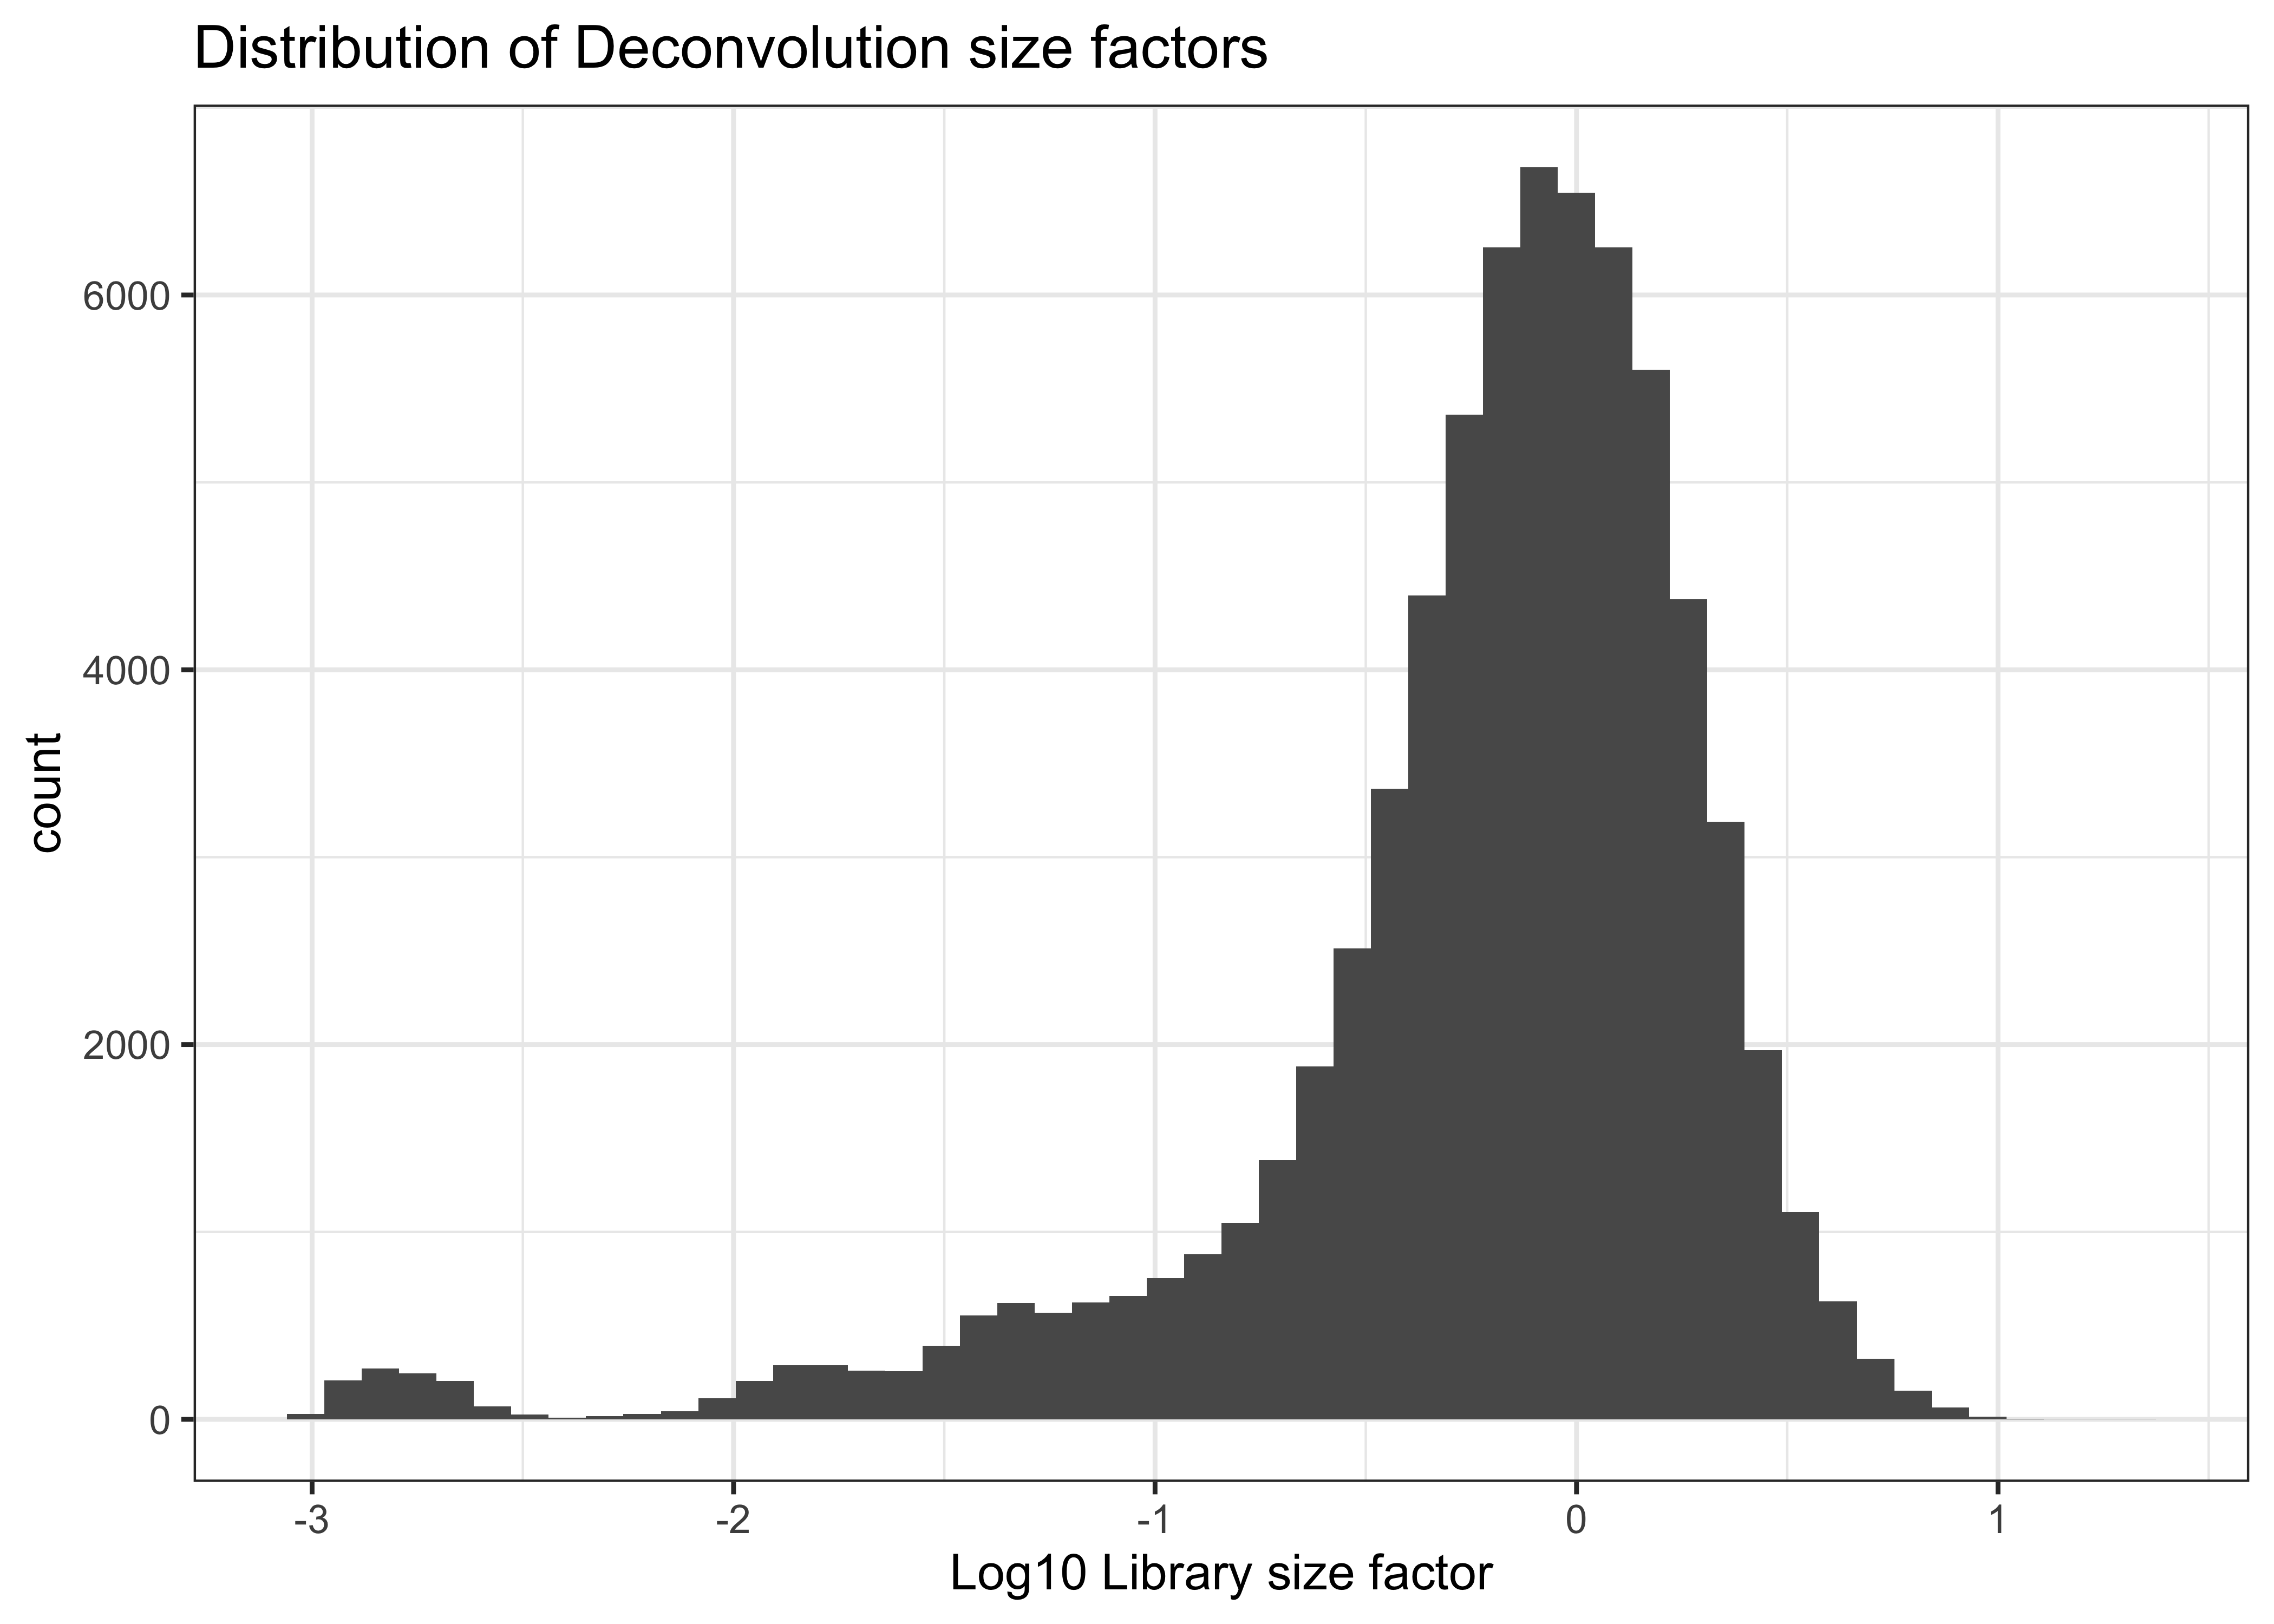 Distribution of Deconvolution size factors
6000
4000
2000
0
count
-3 -2 -1 0 1
Log10 Library size factor